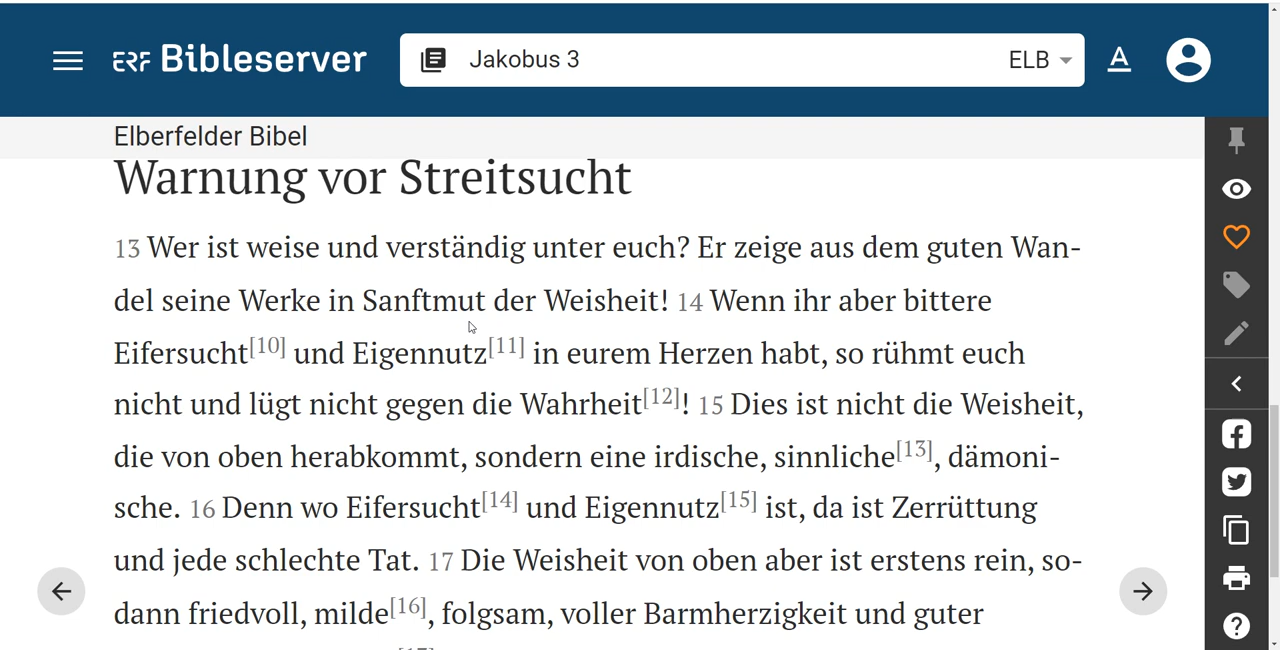 ERF Bibleserver
Jakobus 3
ELB
A
Elberfelder Bibel
Warnung vor Streitsucht
13 Wer ist weise und verständig unter euch? Er zeige aus dem guten Wan-
del seine Werke in Sanftmut der Weisheit! 14 Wenn ihr aber bittere
Eifersucht[10] und Eigennutz[11] in eurem Herzen habt, so rühmt euch
nicht und lügt nicht gegen die Wahrheit[12]! 15 Dies ist nicht die Weisheit,
die von oben herabkommt, sondern eine irdische, sinnliche[13], dämoni-
sche. 16 Denn wo Eifersucht[14] und Eigennutz[15] ist, da ist Zerrüttung
und jede schlechte Tat. 17 Die Weisheit von oben aber ist erstens rein, so-
dann friedvoll, milde[16], folgsam, voller Barmherzigkeit und guter